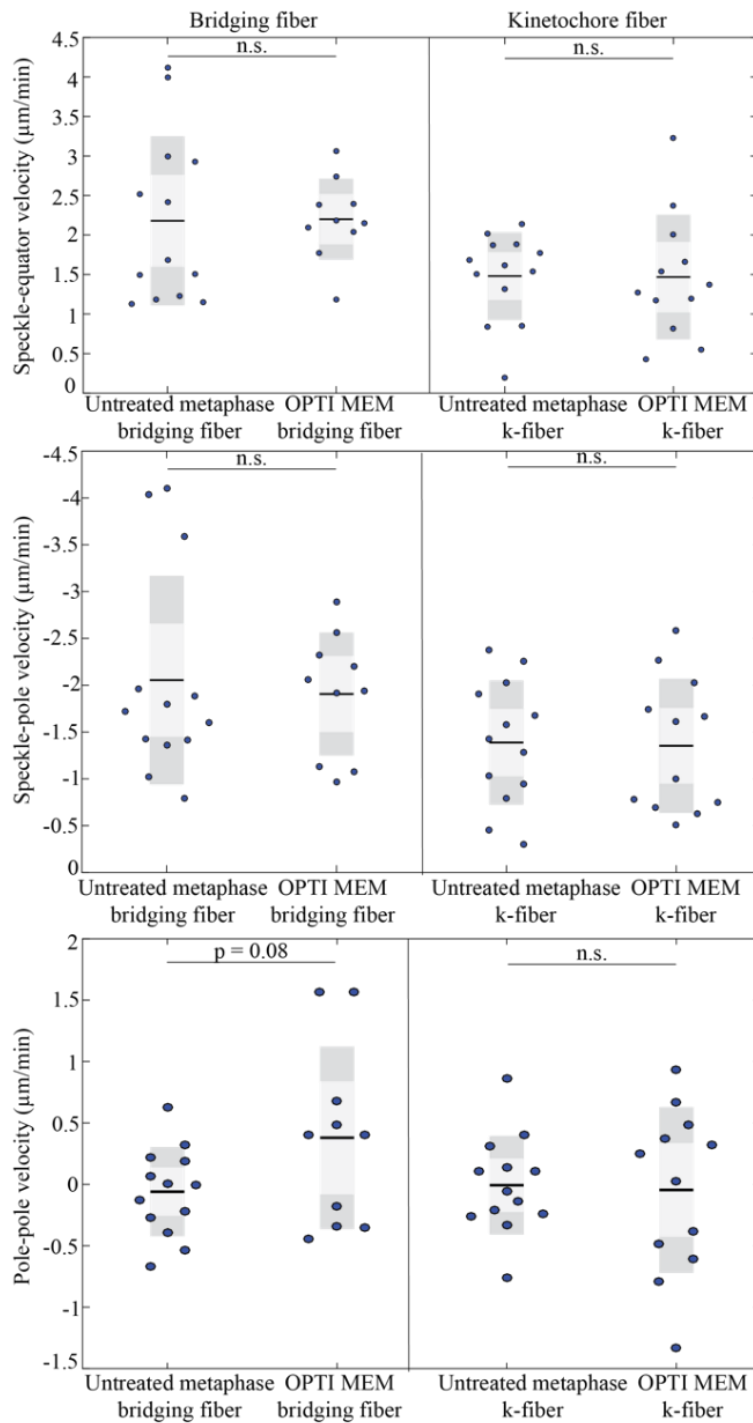 Bridging fiber Kinetochore fiber
4.5
4
3.5
3
2.5
2
1.5
1
0.5
0
Speckle-equator velocity (µm/min)
n.s. n.s.
Untreated metaphase OPTI MEM Untreated metaphase OPTI MEM
bridging fiber bridging fiber k-fiber k-fiber
-4.5
-4
-3.5
-3
-2.5
-2
-1.5
-1
-0.5
0
Speckle-pole velocity (µm/min)
n.s. n.s.
Untreated metaphase OPTI MEM Untreated metaphase OPTI MEM
bridging fiber bridging fiber k-fiber k-fiber
2
1.5
1
0.5
0
-0.5
-1
-1.5
Pole-pole velocity (µm/min)
p = 0.08 n.s.
Untreated metaphase OPTI MEM Untreated metaphase OPTI MEM
bridging fiber bridging fiber k-fiber k-fiber